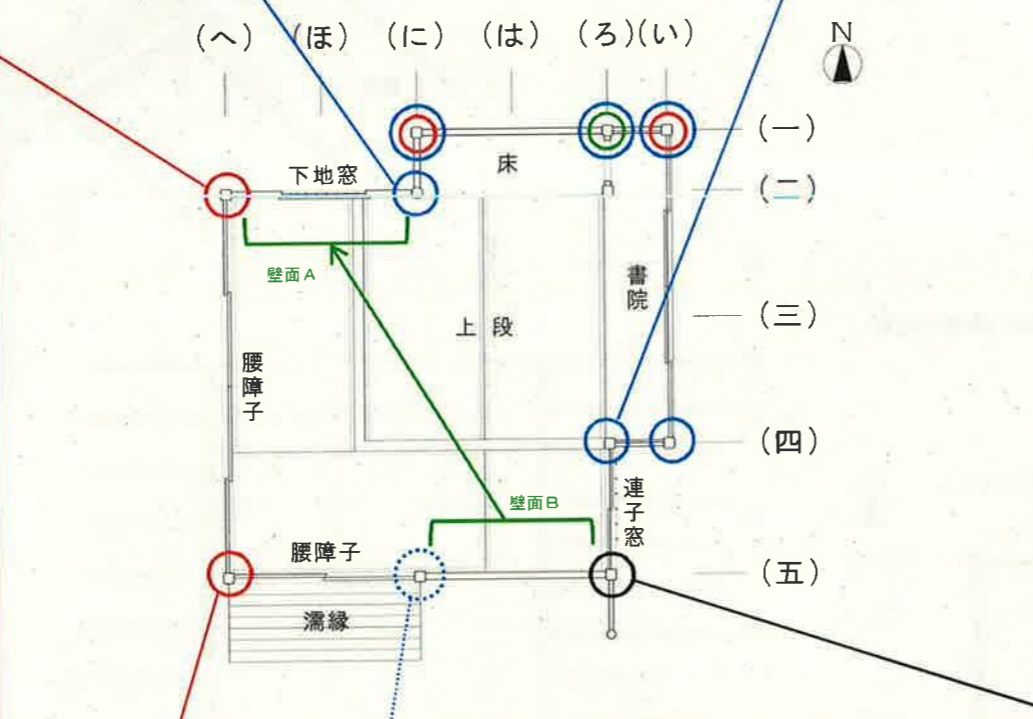 (へ) (ほ) (に) (は) (ろ)(い)
N
(一)
床
下地窓
(二)
壁面A
書院
上段
(三)
腰障子
(四)
壁面B
連子窓
腰障子
(五)
濡縁